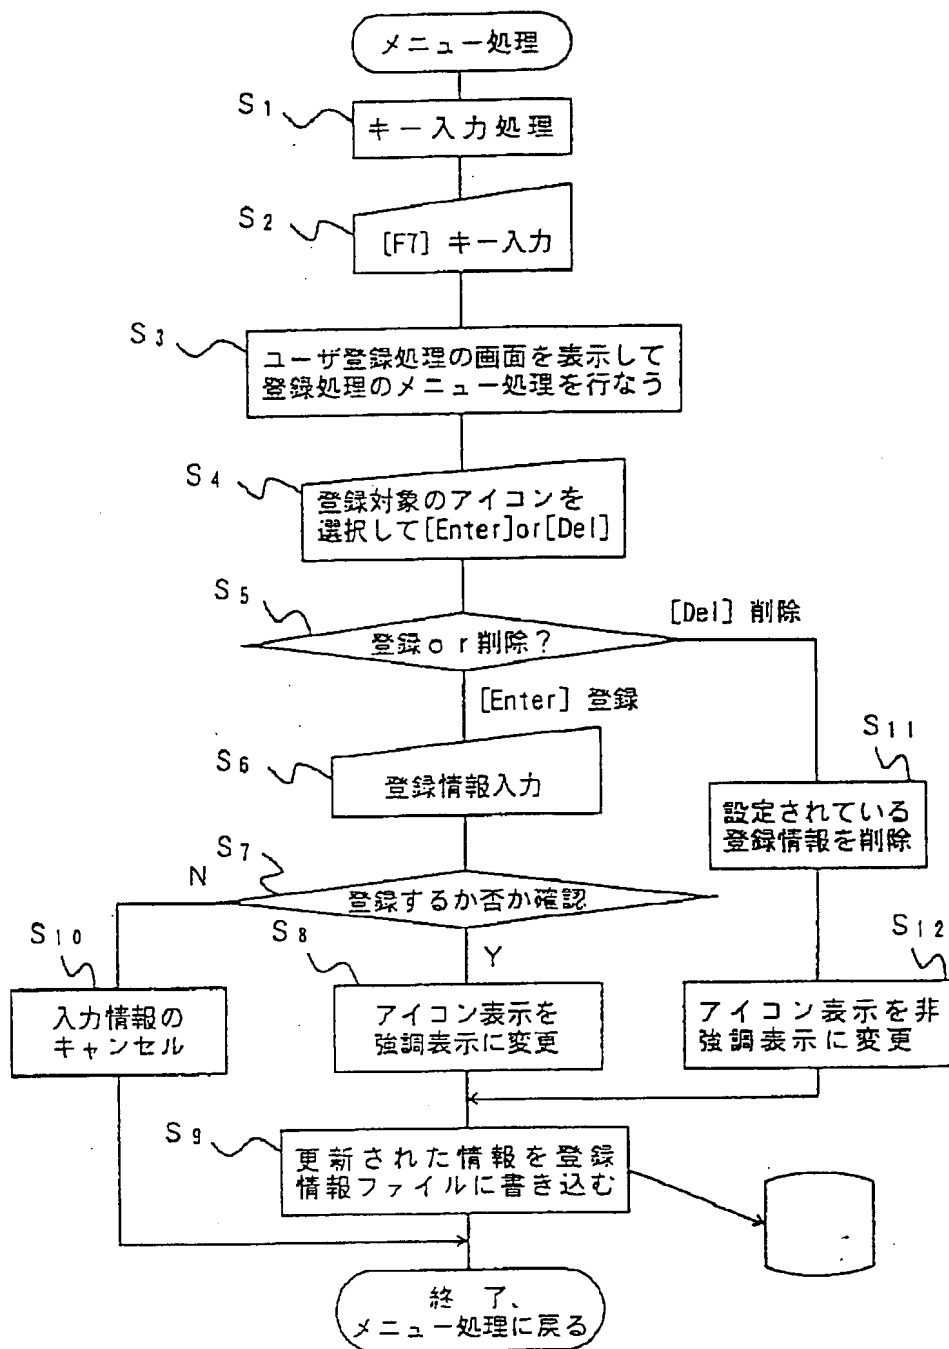 メニュー処理
S1
キー入力処理
S2
[F7] キー入力
S3
ユーザ登録処理の画面を表示して
登録処理のメニュー処理を行なう
S4
登録対象のアイコンを
選択して[Enter]or[Del]
S5
登録or削除?
[Del] 削除
[Enter] 登録
S6
登録情報入力
S11
設定されている
登録情報を削除
S7
N
登録するか否か確認
S10
S8
Y
S12
入力情報の
キャンセル
アイコン表示を
強調表示に変更
アイコン表示を非
強調表示に変更
S9
更新された情報を登録
情報ファイルに書き込む
終了、
メニュー処理に戻る